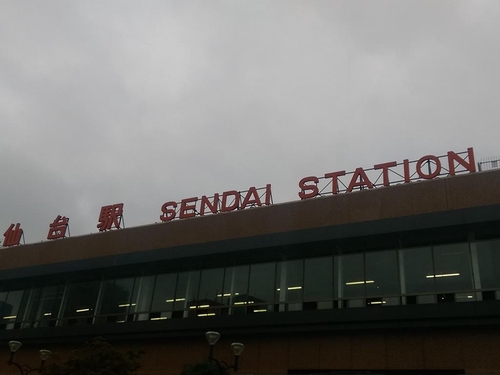 仙台駅 SENDAI STATION